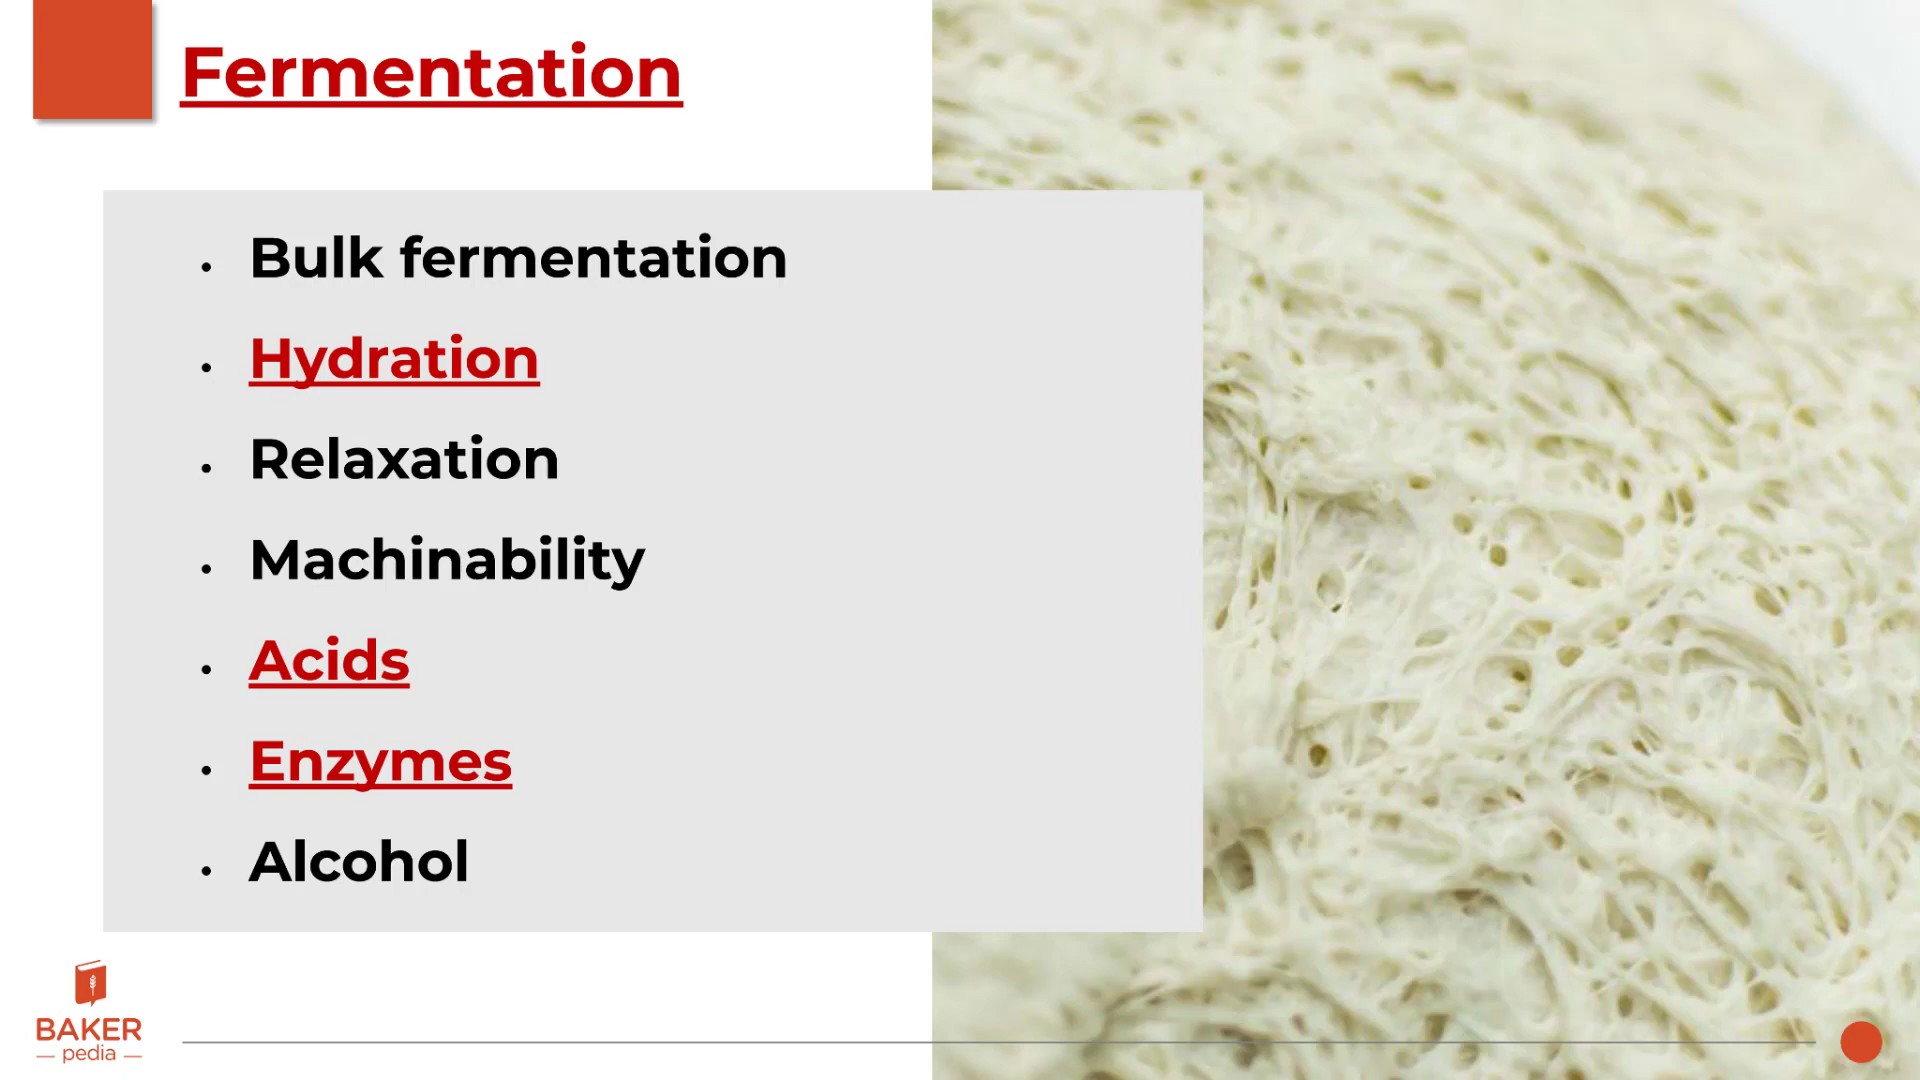 Fermentation
• Bulk fermentation
• Hydration
• Relaxation
• Machinability
• Acids
• Enzymes
• Alcohol
BAKER
pedia